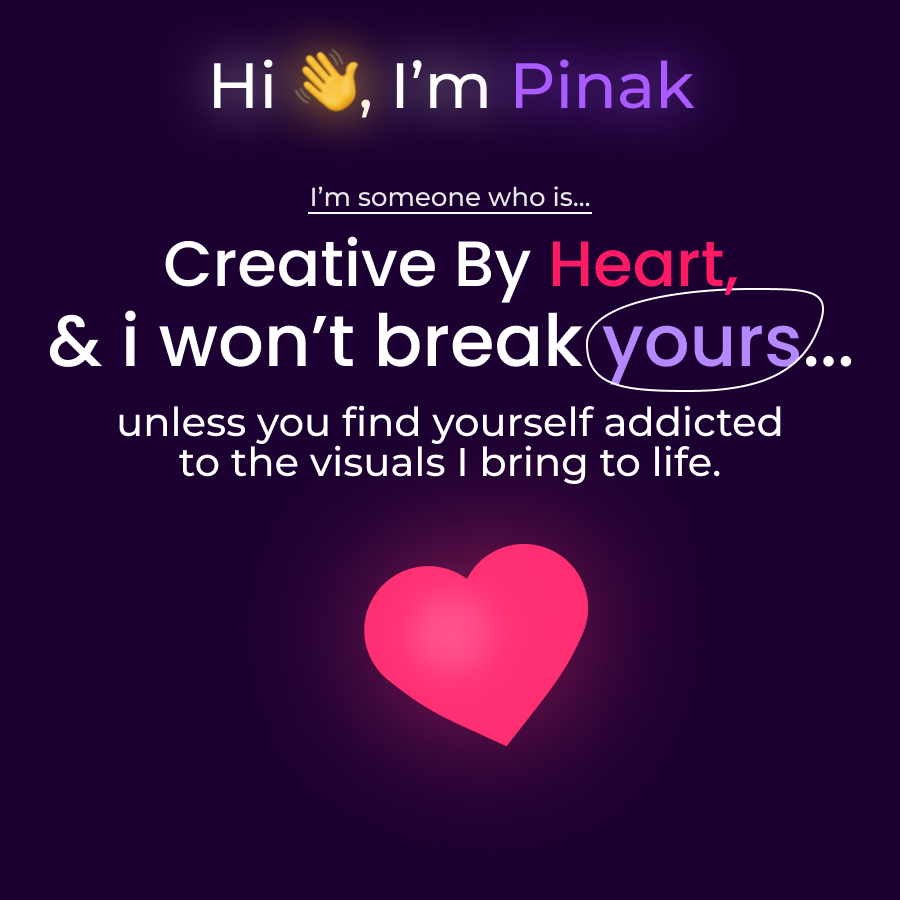 Hi 👋, I’m Pinak
I’m someone who is...
Creative By Heart,
& i won’t break yours...
unless you find yourself addicted
to the visuals I bring to life.